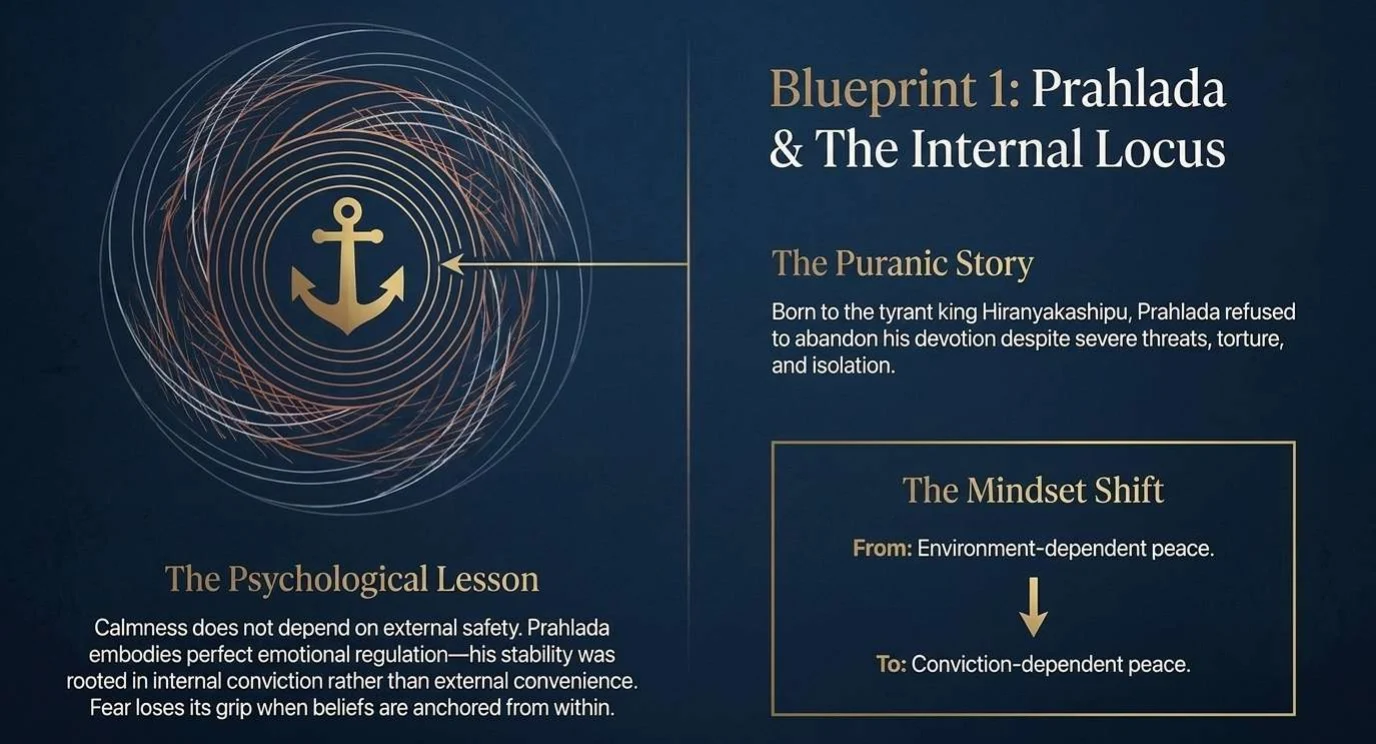 Blueprint 1: Prahlada
& The Internal Locus
The Puranic Story
Born to the tyrant king Hiranyakashipu, Prahlada refused
to abandon his devotion despite severe threats, torture,
and isolation.
The Mindset Shift
From: Environment-dependent peace.
To: Conviction-dependent peace.
The Psychological Lesson
Calmness does not depend on external safety. Prahlada
embodies perfect emotional regulation—his stability was
rooted in internal conviction rather than external convenience.
Fear loses its grip when beliefs are anchored from within.